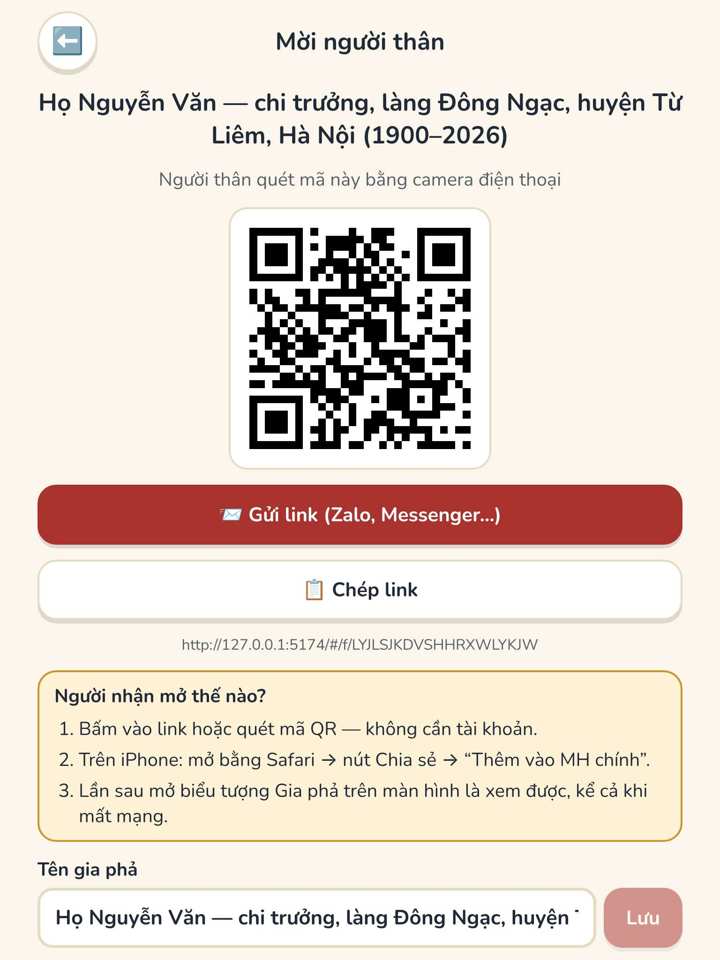 Mời người thân
Họ Nguyễn Văn — chi trưởng, làng Đông Ngạc, huyện Từ
Liêm, Hà Nội (1900–2026)
Người thân quét mã này bằng camera điện thoại
Gửi link (Zalo, Messenger...)
Chép link
http://127.0.0.1:5174/#/f/LYJLSJKDVSHHRXWLYKJW
Người nhận mở thế nào?
1. Bấm vào link hoặc quét mã QR — không cần tài khoản.
2. Trên iPhone: mở bằng Safari → nút Chia sẻ → “Thêm vào MH chính”.
3. Lần sau mở biểu tượng Gia phả trên màn hình là xem được, kể cả khi
mất mạng.
Tên gia phả
Họ Nguyễn Văn — chi trưởng, làng Đông Ngạc, huyện
Lưu